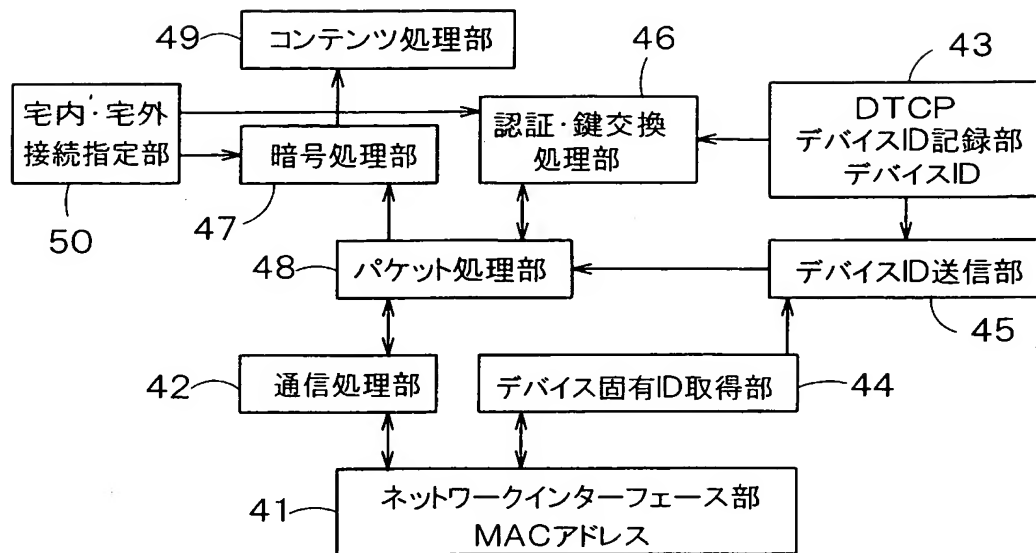 49
コンテンツ処理部
46
43
宅内・宅外
接続指定部
50
暗号処理部
47
認証・鍵交換
処理部
DTCP
デバイスID記録部
デバイスID
48
パケット処理部
デバイスID送信部
45
42
通信処理部
デバイス固有ID取得部
44
41
ネットワークインターフェース部
MACアドレス